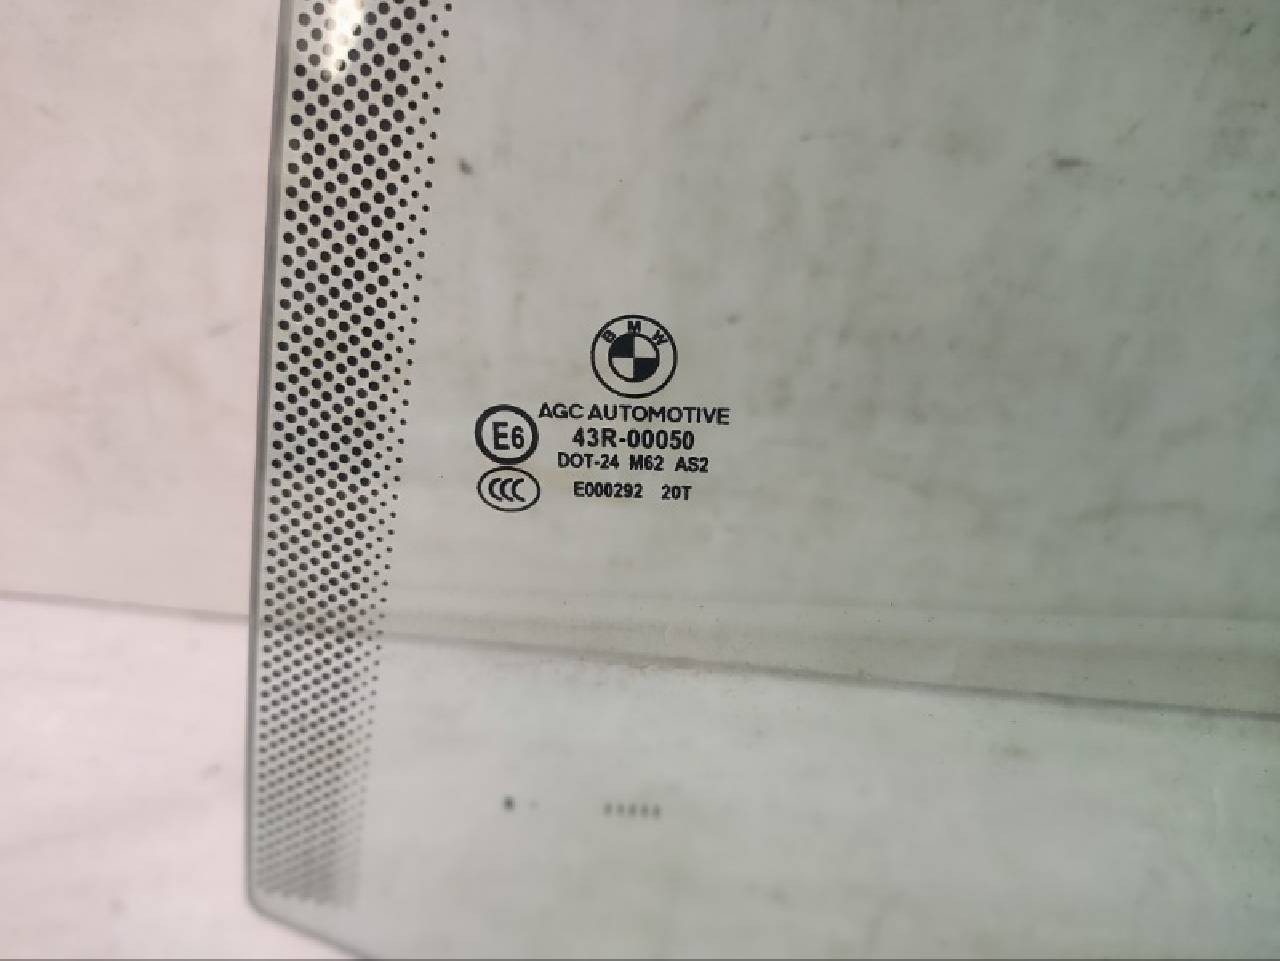 BMW
AGC AUTOMOTIVE
E6 43R-00050
DOT-24 M62 AS2
CCC E000292 20T